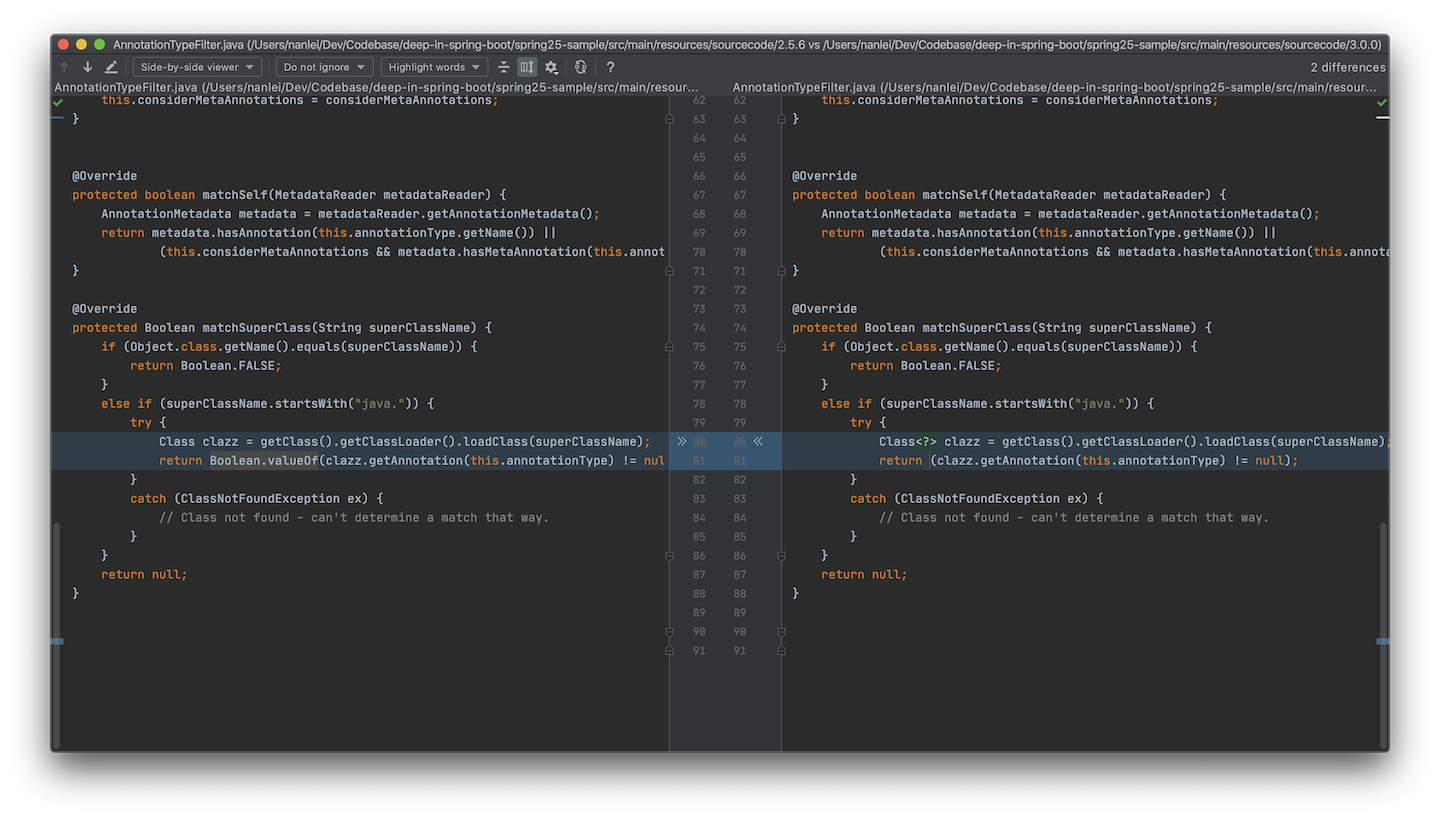 AnnotationTypeFilter.java (/Users/nanlei/Dev/Codebase/deep-in-spring-boot/spring25-sample/src/main/resources/sourcecode/2.5.6 vs /Users/nanlei/Dev/Codebase/deep-in-spring-boot/spring25-sample/src/main/resources/sourcecode/3.0.0)
Side-by-side viewer Do not ignore Highlight words ? 2 differences
AnnotationTypeFilter.java (/Users/nanlei/Dev/Codebase/deep-in-spring-boot/spring25-sample/src/main/resour... AnnotationTypeFilter.java (/Users/nanlei/Dev/Codebase/deep-in-spring-boot/spring25-sample/src/main/resour...
this.considerMetaAnnotations = considerMetaAnnotations; 62 62 this.considerMetaAnnotations = considerMetaAnnotations;
} 63 63 }
64 64
65 65
@Override 66 66 @Override
protected boolean matchSelf(MetadataReader metadataReader) { 67 67 protected boolean matchSelf(MetadataReader metadataReader) {
AnnotationMetadata metadata = metadataReader.getAnnotationMetadata(); 68 68 AnnotationMetadata metadata = metadataReader.getAnnotationMetadata();
return metadata.hasAnnotation(this.annotationType.getName()) || 69 69 return metadata.hasAnnotation(this.annotationType.getName()) ||
(this.considerMetaAnnotations && metadata.hasMetaAnnotation(this.annot 70 70 (this.considerMetaAnnotations && metadata.hasMetaAnnotation(this.annota
} 71 71 }
72 72
@Override 73 73 @Override
protected Boolean matchSuperClass(String superClassName) { 74 74 protected Boolean matchSuperClass(String superClassName) {
if (Object.class.getName().equals(superClassName)) { 75 75 if (Object.class.getName().equals(superClassName)) {
return Boolean.FALSE; 76 76 return Boolean.FALSE;
} 77 77 }
else if (superClassName.startsWith("java.")) { 78 78 else if (superClassName.startsWith("java.")) {
try { 79 79 try {
Class clazz = getClass().getClassLoader().loadClass(superClassName); 80 80 Class<?> clazz = getClass().getClassLoader().loadClass(superClassName);
return Boolean.valueOf(clazz.getAnnotation(this.annotationType) != nul 81 81 return (clazz.getAnnotation(this.annotationType) != null);
} 82 82 }
catch (ClassNotFoundException ex) { 83 83 catch (ClassNotFoundException ex) {
// Class not found - can't determine a match that way. 84 84 // Class not found - can't determine a match that way.
} 85 85 }
} 86 86 }
return null; 87 87 return null;
} 88 88 }
89 89
90 90
91 91